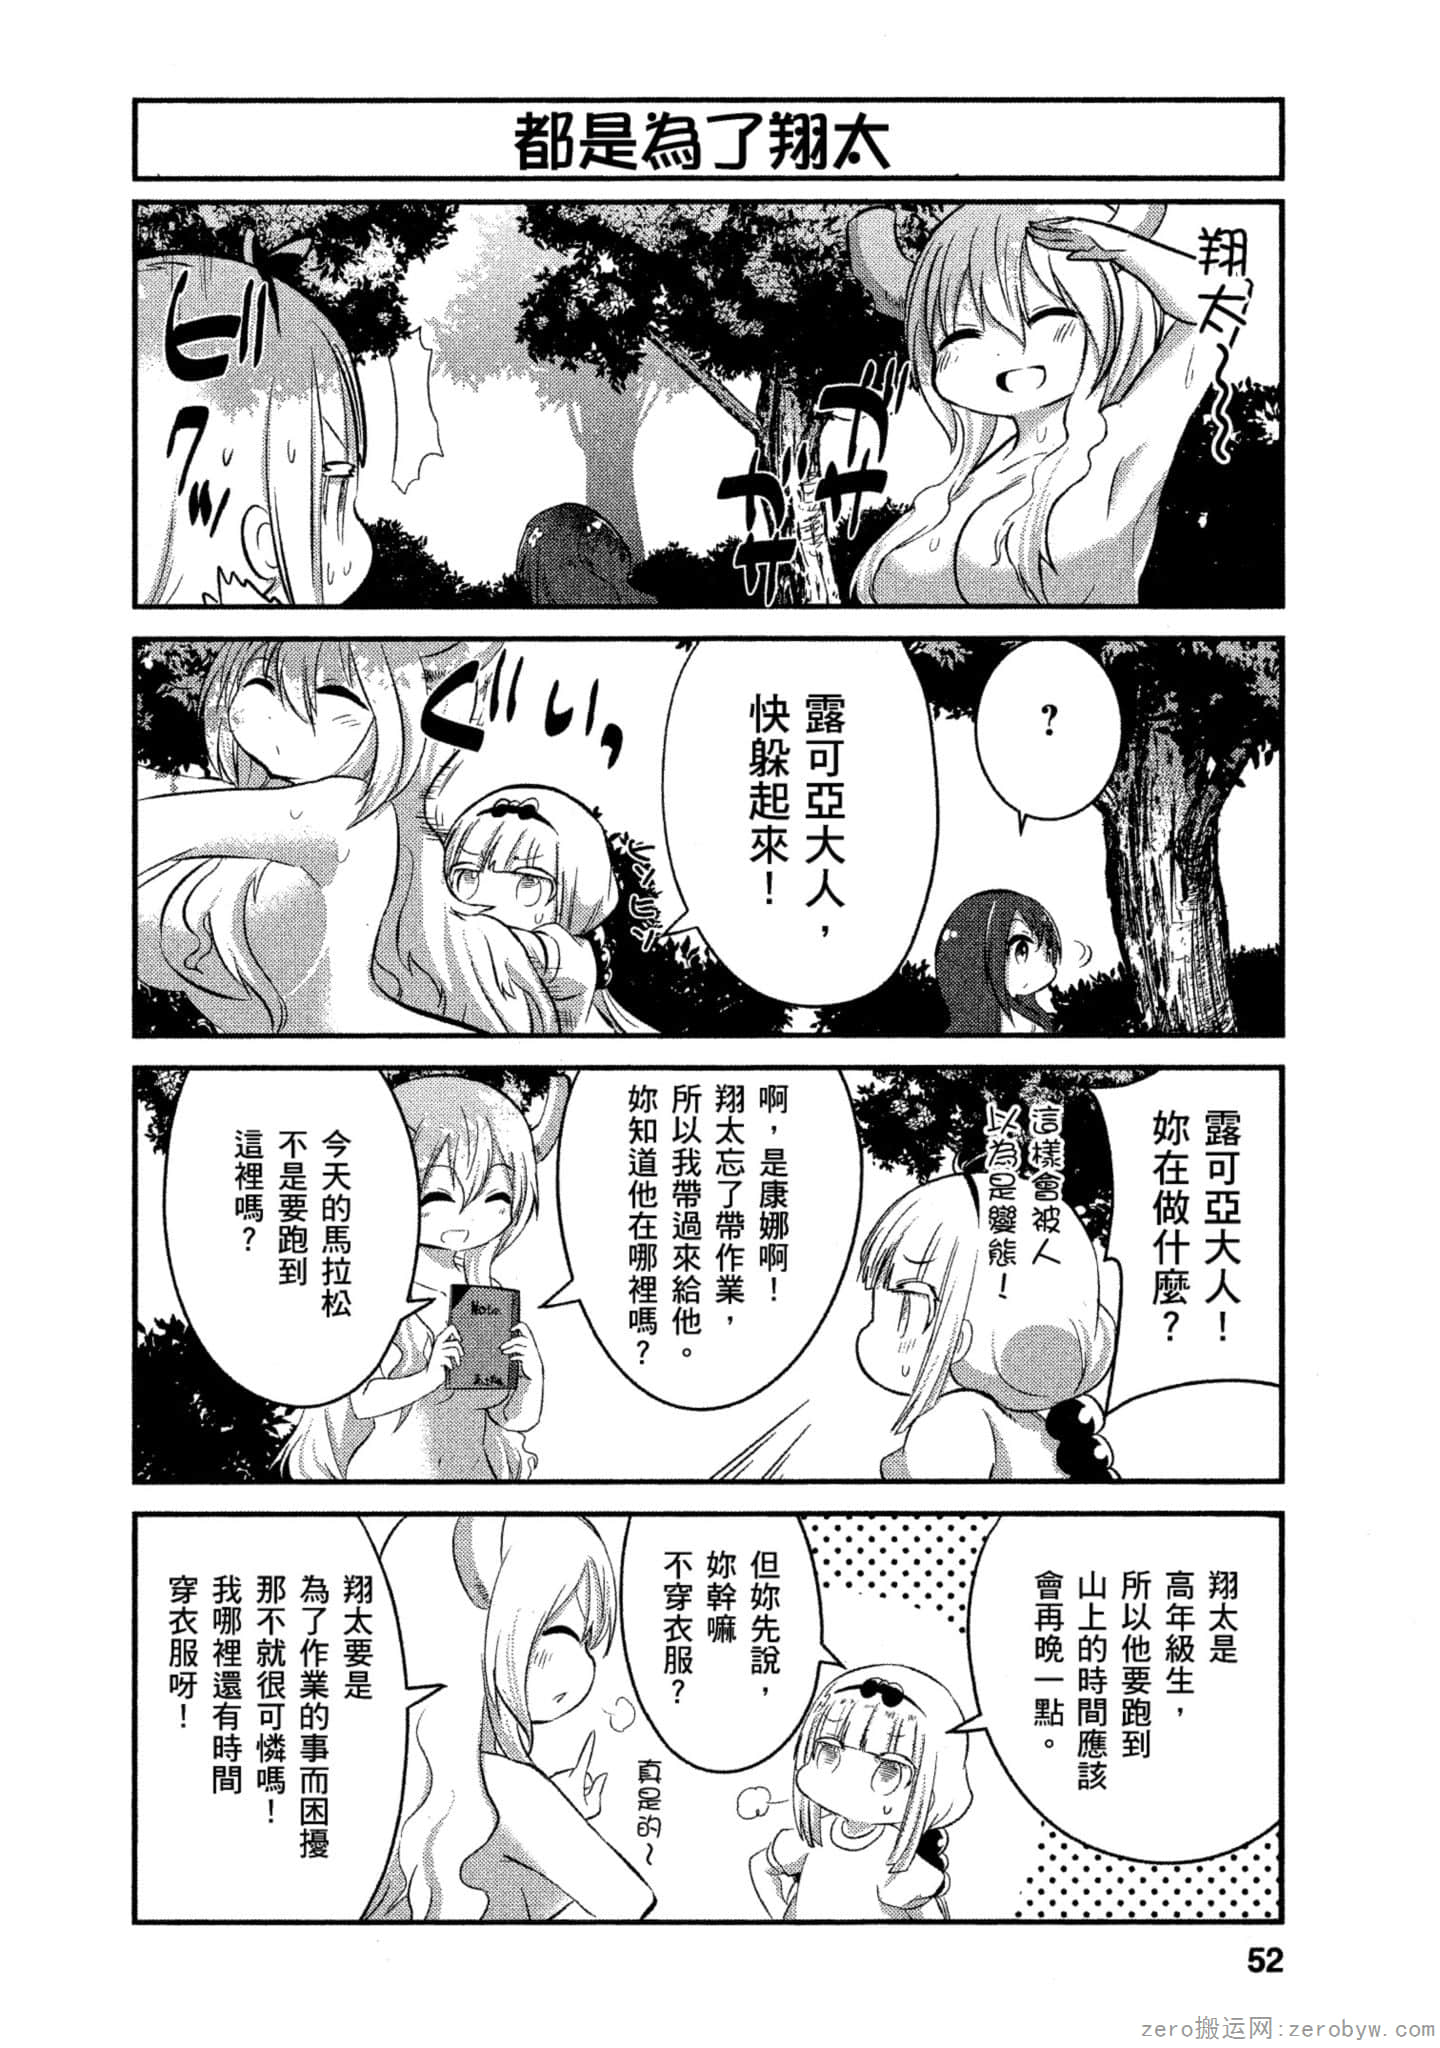 都是為了翔太
翔太～
ガサ
ガサ
ビ
ク
？
露可亞大人，
快躲起來！
ぐい
ヒソ
ヒソ
露可亞大人！
妳在做什麼？
這樣會被人
以為是變態！
啊，是康娜啊！
翔太忘了帶作業，
所以我帶過來給他。
妳知道他在哪裡嗎？
今天的馬拉松
不是要跑到
這裡嗎？
Note
翔太是
高年級生，
所以他要跑到
山上的時間應該
會再晚一點。
但妳先說，
妳幹嘛
不穿衣服？
真是的～
翔太要是
為了作業的事而困擾
那不就很可憐嗎！
我哪裡還有時間
穿衣服呀！
52
zero搬运网:zerobyw.com/